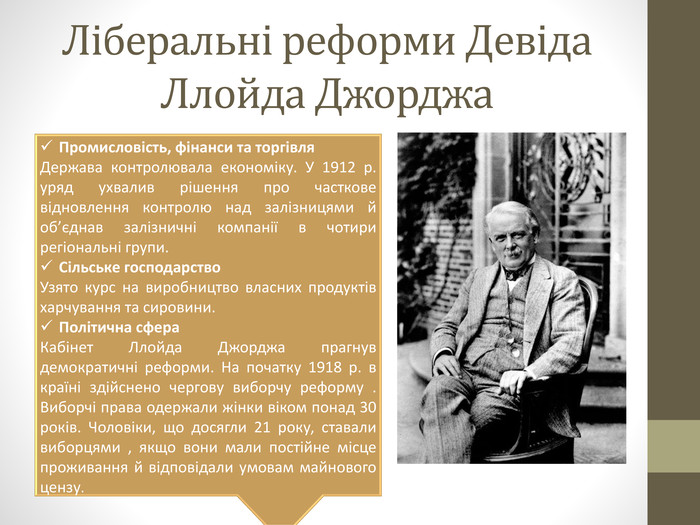 Ліберальні реформи Девіда
Ллойда Джорджа
✓ Промисловість, фінанси та торгівля
Держава контролювала економіку. У 1912 р.
уряд ухвалив рішення про часткове
відновлення контролю над залізницями й
об’єднав залізничні компанії в чотири
регіональні групи.
✓ Сільське господарство
Узято курс на виробництво власних продуктів
харчування та сировини.
✓ Політична сфера
Кабінет Ллойда Джорджа прагнув
демократичні реформи. На початку 1918 р. в
країні здійснено чергову виборчу реформу .
Виборчі права одержали жінки віком понад 30
років. Чоловіки, що досягли 21 року, ставали
виборцями , якщо вони мали постійне місце
проживання й відповідали умовам майнового
цензу.